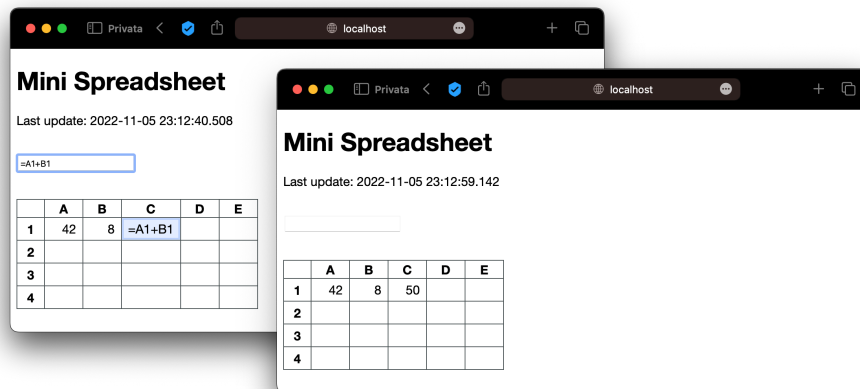 Privata
localhost
Mini Spreadsheet
Last update: 2022-11-05 23:12:40.508
=A1+B1
A B C D E
1 42 8 =A1+B1
2
3
4
Privata
localhost
Mini Spreadsheet
Last update: 2022-11-05 23:12:59.142
A B C D E
1 42 8 50
2
3
4